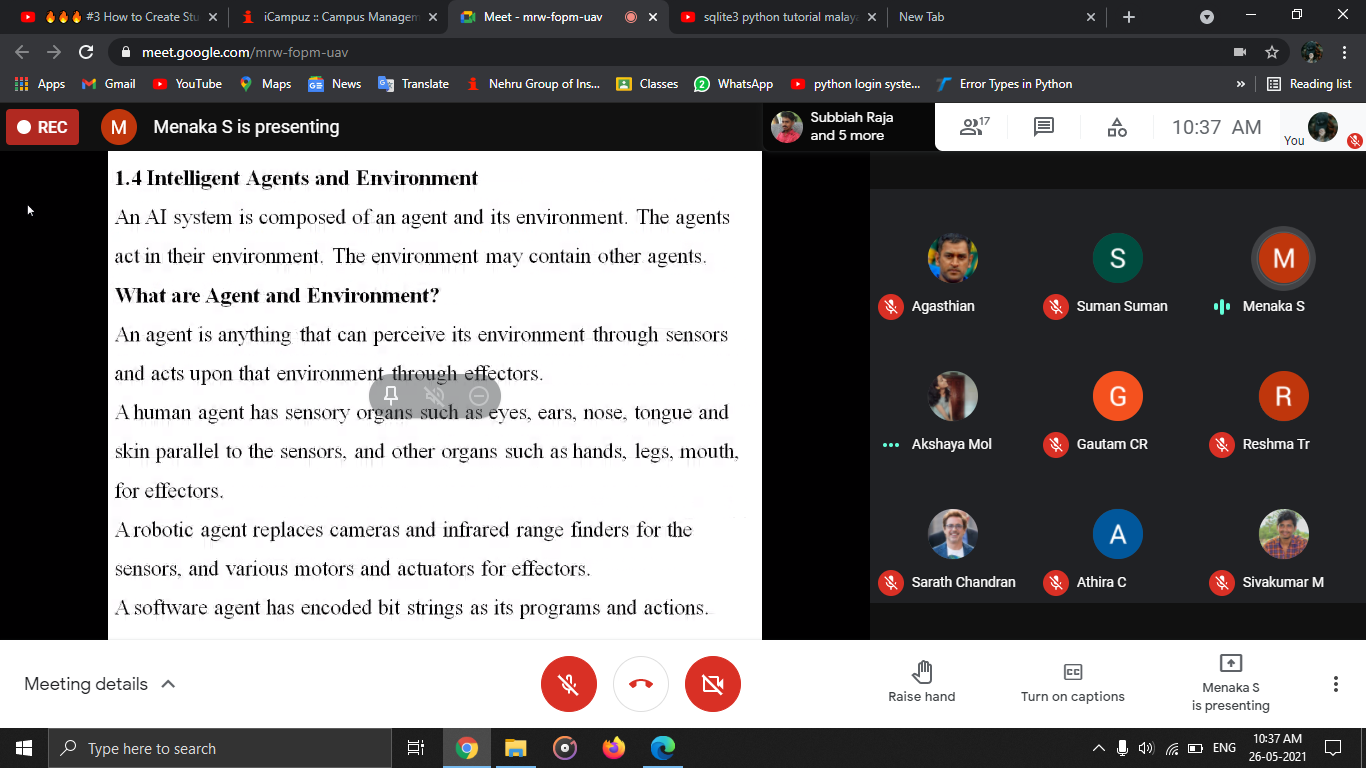 🔥🔥🔥 #3 How to Create Stu
iCampuz :: Campus Managem
Meet - mrw-fopm-uav
sqlite3 python tutorial malaya
New Tab
meet.google.com/mrw-fopm-uav
Apps
Gmail
YouTube
Maps
News
Translate
Nehru Group of Ins...
Classes
WhatsApp
python login syste...
Error Types in Python
»
Reading list
REC
M
Menaka S is presenting
Subbiah Raja
and 5 more
17
10:37 AM
You
1.4 Intelligent Agents and Environment
An AI system is composed of an agent and its environment. The agents
act in their environment. The environment may contain other agents.
What are Agent and Environment?
An agent is anything that can perceive its environment through sensors
and acts upon that environment through effectors.
A human agent has sensory organs such as eyes, ears, nose, tongue and
skin parallel to the sensors, and other organs such as hands, legs, mouth,
for effectors.
A robotic agent replaces cameras and infrared range finders for the
sensors, and various motors and actuators for effectors.
A software agent has encoded bit strings as its programs and actions.
S
M
Agasthian
Suman Suman
Menaka S
G
R
Akshaya Mol
Gautam CR
Reshma Tr
A
Sarath Chandran
Athira C
Sivakumar M
Meeting details
Raise hand
Turn on captions
Menaka S
is presenting
Type here to search
ENG
10:37 AM
26-05-2021